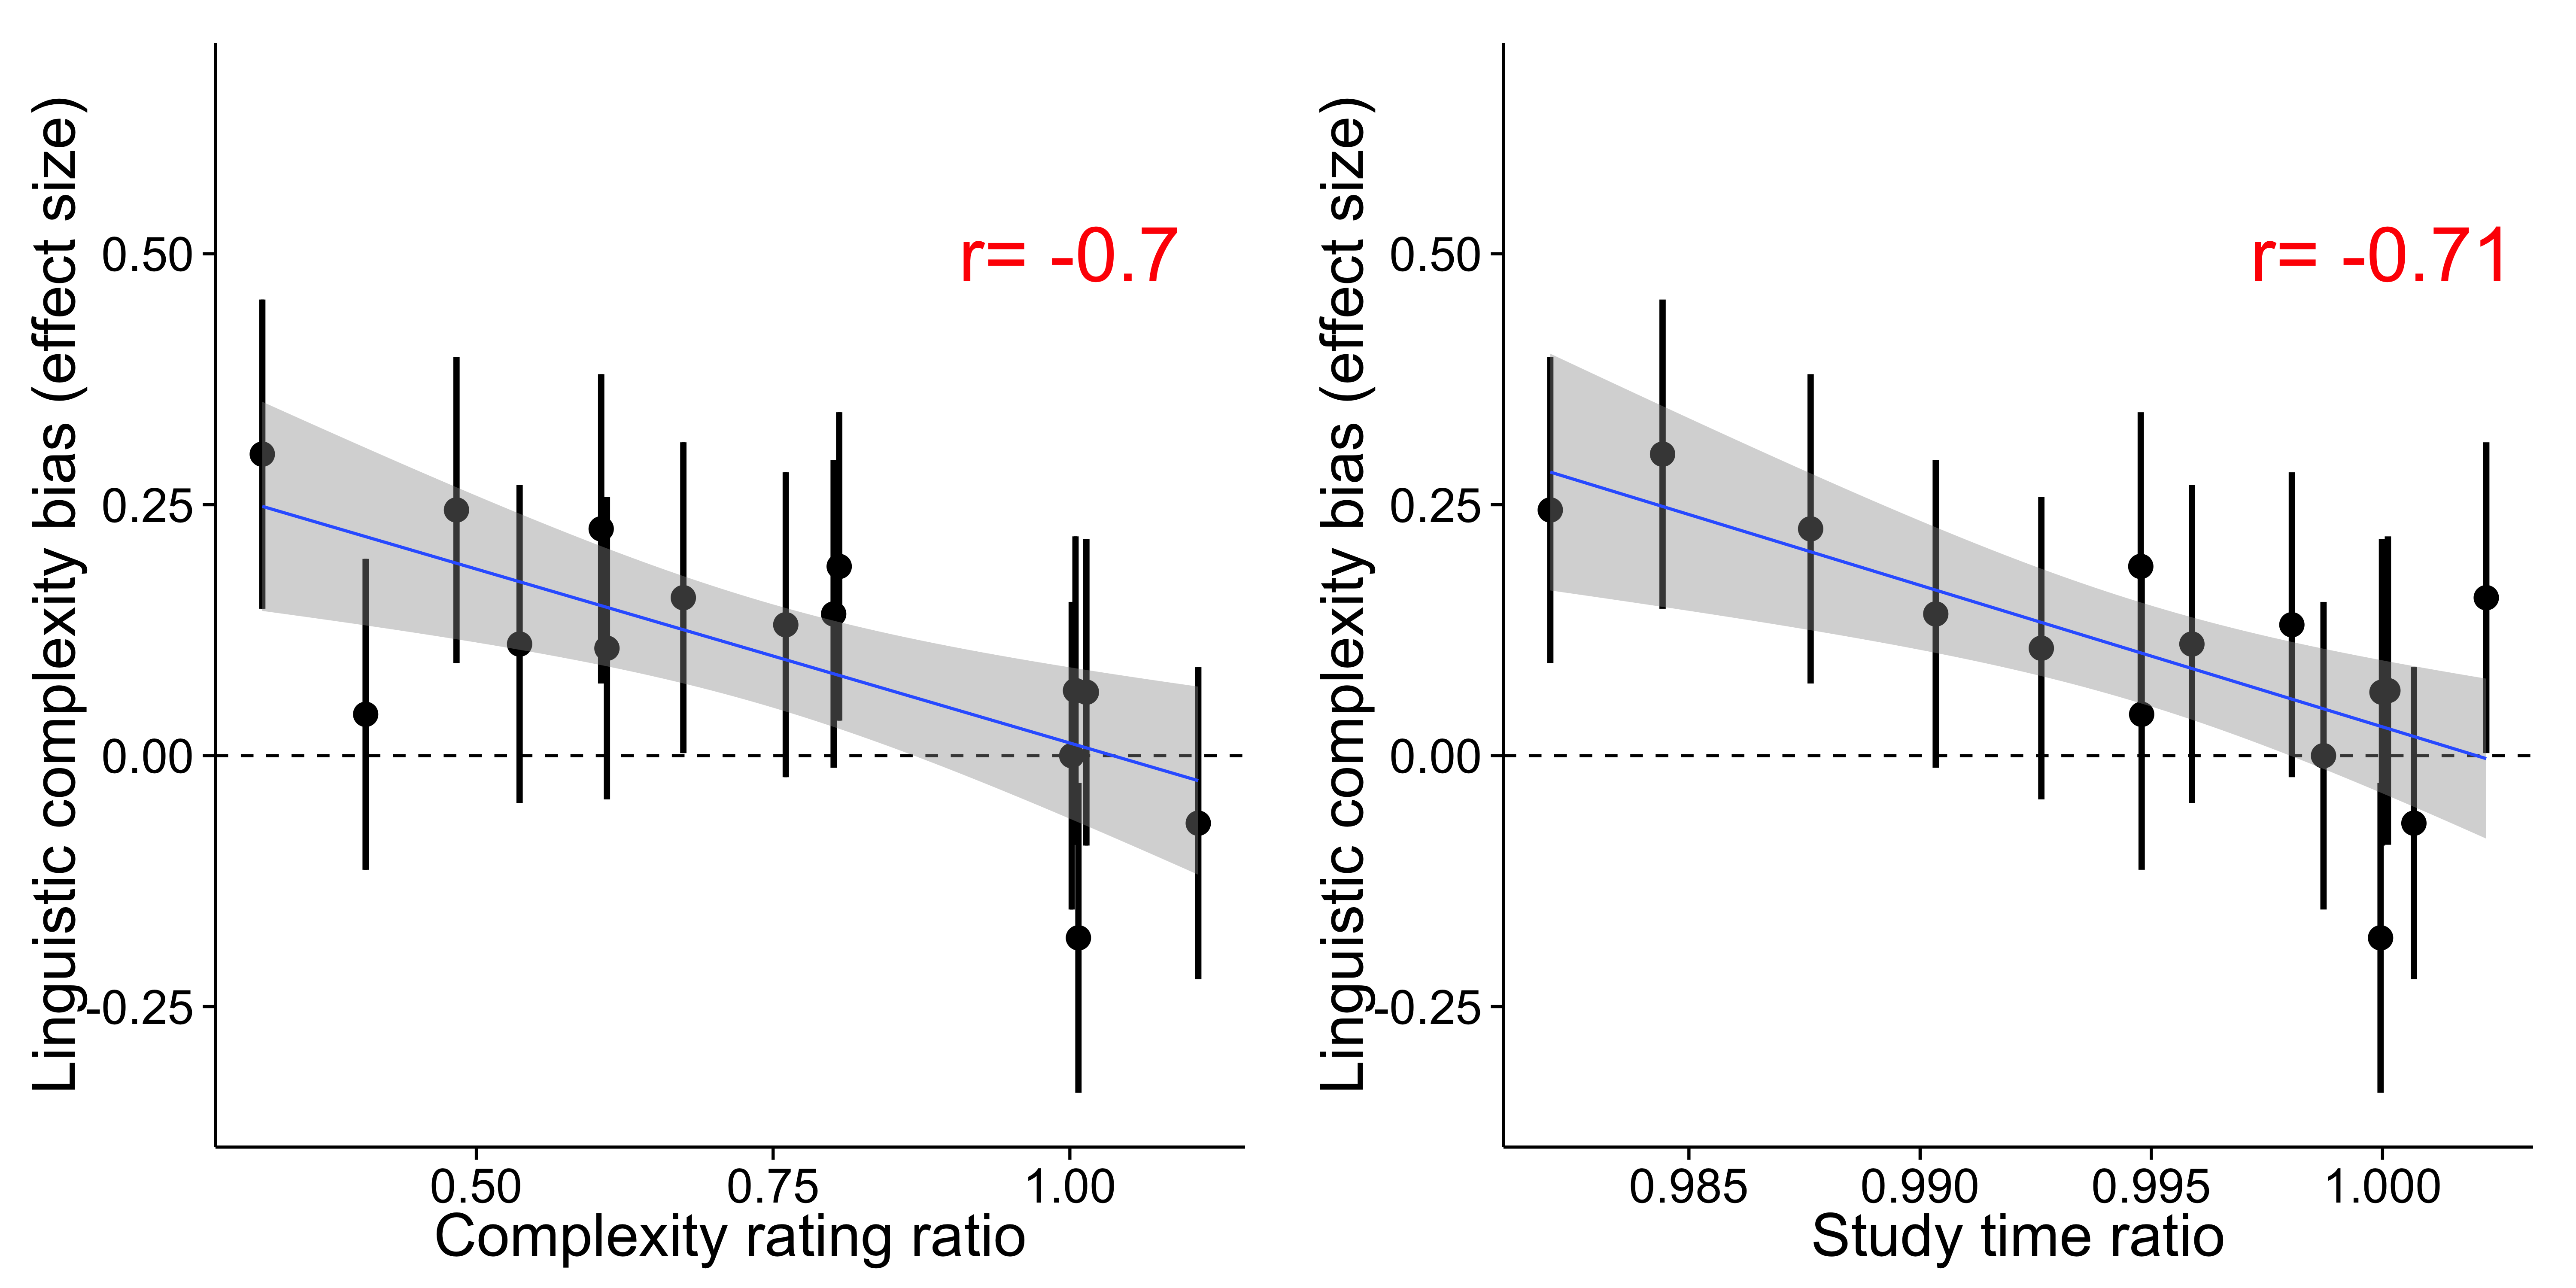 Linguistic complexity bias (effect size)
0.50
0.25
0.00
-0.25
r= -0.7
0.50 0.75 1.00
Complexity rating ratio
Linguistic complexity bias (effect size)
0.50
0.25
0.00
-0.25
r= -0.71
0.985 0.990 0.995 1.000
Study time ratio